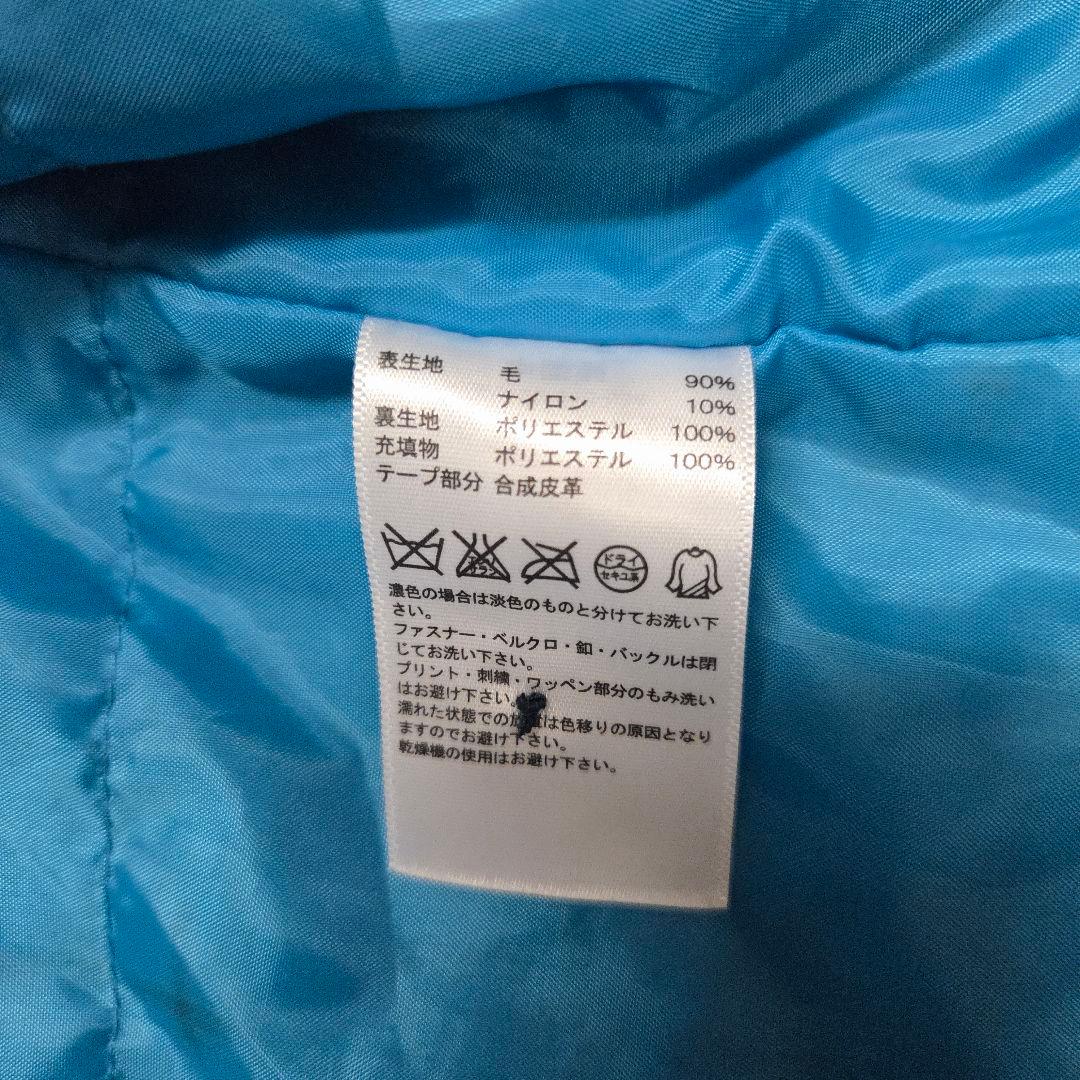 表生地 毛 90%
ナイロン 10%
裏生地 ポリエステル 100%
充填物 ポリエステル 100%
テープ部分 合成皮革
ドライ
セキユ系
濃色の場合は淡色のものと分けてお洗い下
さい。
ファスナー・ベルクロ・釦・バックルは閉
じてお洗い下さい。
プリント・刺繍・ワッペン部分のもみ洗い
はお避け下さい。
濡れた状態での放置は色移りの原因となり
ますのでお避け下さい。
乾燥機の使用はお避け下さい。